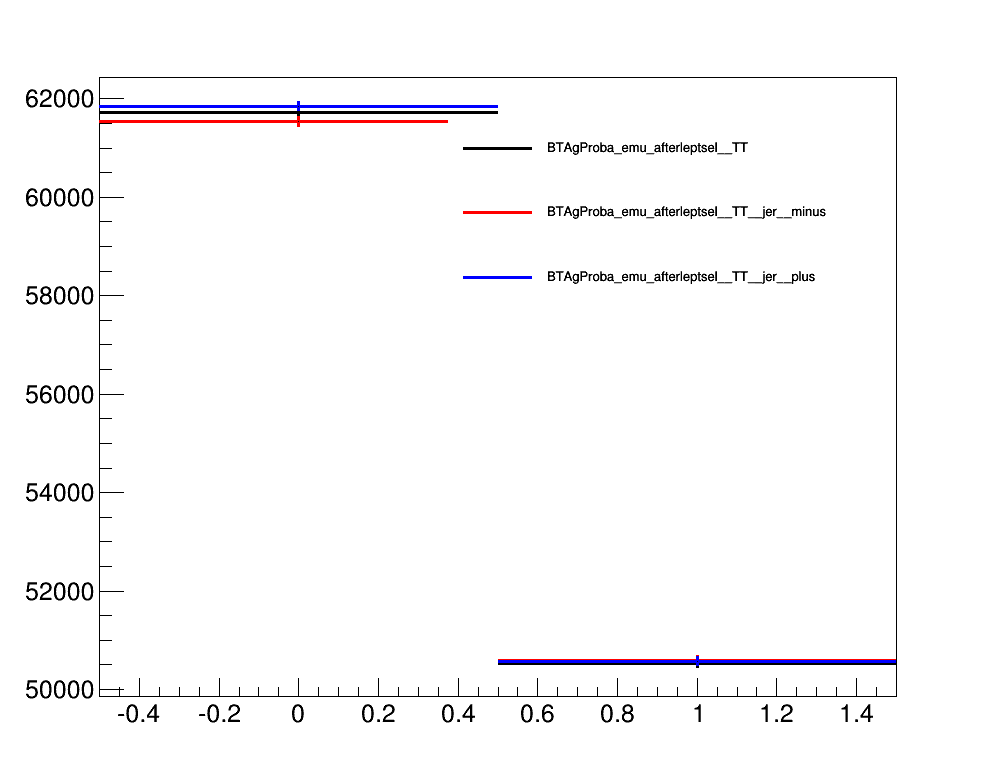 62000
60000
58000
56000
54000
52000
50000
BTAgProba_emu_afterleptsel__TT
BTAgProba_emu_afterleptsel__TT__jer__minus
BTAgProba_emu_afterleptsel__TT__jer__plus
-0.4 -0.2 0 0.2 0.4 0.6 0.8 1 1.2 1.4